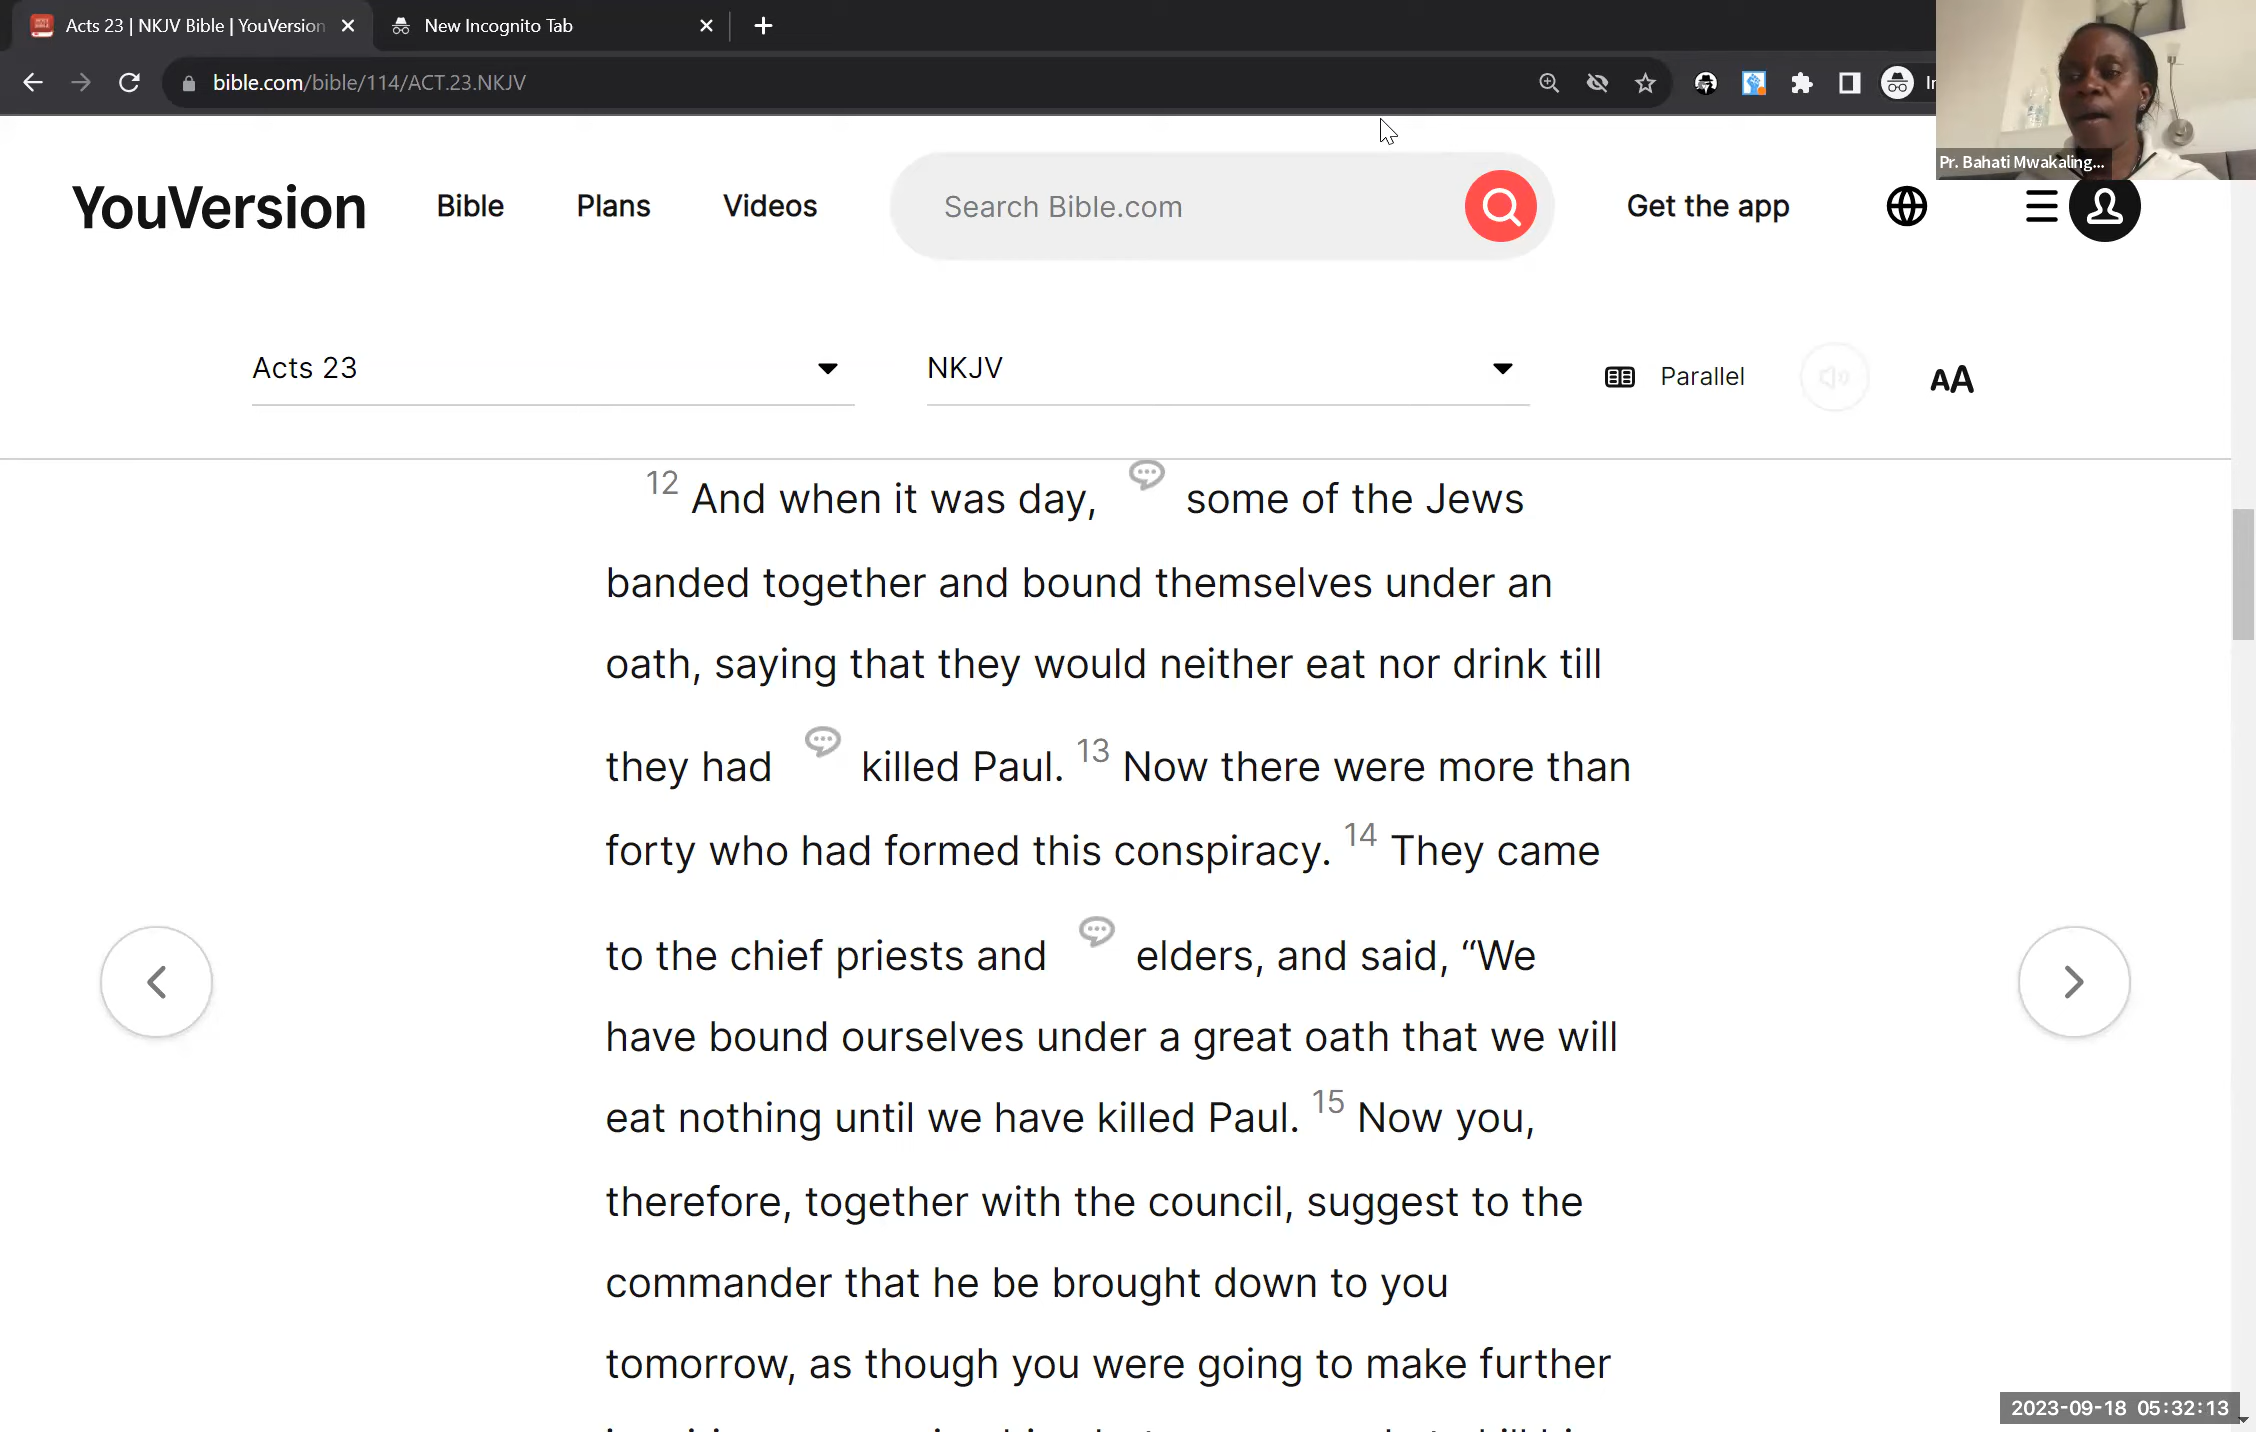 Acts 23 | NKJV Bible | YouVersion
New Incognito Tab
bible.com/bible/114/ACT.23.NKJV
Pr. Bahati Mwakaling...
YouVersion
Bible
Plans
Videos
Search Bible.com
Get the app
Acts 23
NKJV
Parallel
AA
12 And when it was day, some of the Jews
banded together and bound themselves under an
oath, saying that they would neither eat nor drink till
they had killed Paul. 13 Now there were more than
forty who had formed this conspiracy. 14 They came
to the chief priests and elders, and said, “We
have bound ourselves under a great oath that we will
eat nothing until we have killed Paul. 15 Now you,
therefore, together with the council, suggest to the
commander that he be brought down to you
tomorrow, as though you were going to make further
2023-09-18 05:32:13